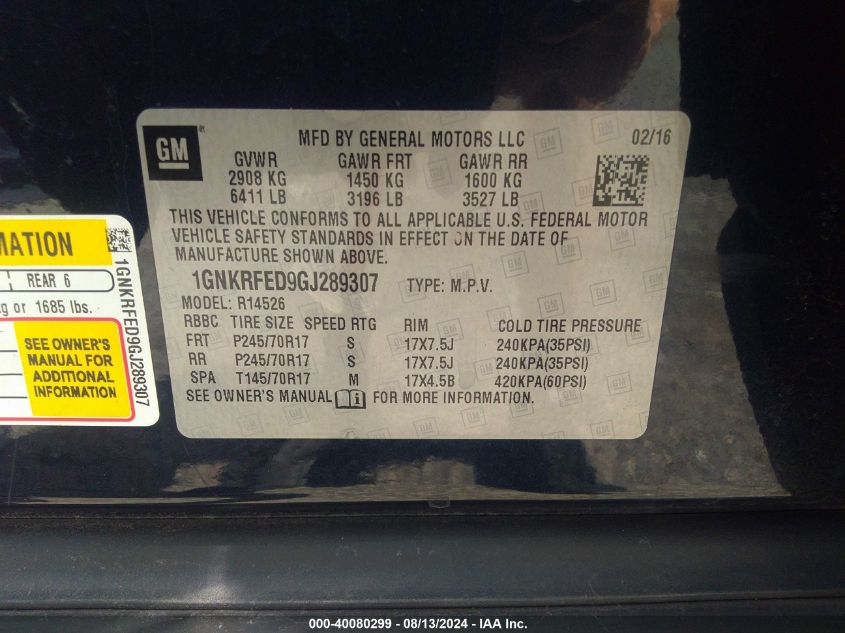 GM
MFD BY GENERAL MOTORS LLC 02/16
GVWR GAWR FRT GAWR RR
2908 KG 1450 KG 1600 KG
6411 LB 3196 LB 3527 LB
THIS VEHICLE CONFORMS TO ALL APPLICABLE U.S. FEDERAL MOTOR
VEHICLE SAFETY STANDARDS IN EFFECT ON THE DATE OF
MANUFACTURE SHOWN ABOVE.
1GNKRFED9GJ289307 TYPE: M.P.V.
MODEL: R14526
RBBC TIRE SIZE SPEED RTG RIM COLD TIRE PRESSURE
FRT P245/70R17 S 17X7.5J 240KPA(35PSI)
RR P245/70R17 S 17X7.5J 240KPA(35PSI)
SPA T145/70R17 M 17X4.5B 420KPA(60PSI)
SEE OWNER'S MANUAL i FOR MORE INFORMATION.
MATION
REAR 6
g or 1685 lbs.
SEE OWNER'S
MANUAL FOR
ADDITIONAL
INFORMATION
1GNKRFED9GJ289307
000-40080299 - 08/13/2024 - IAA Inc.